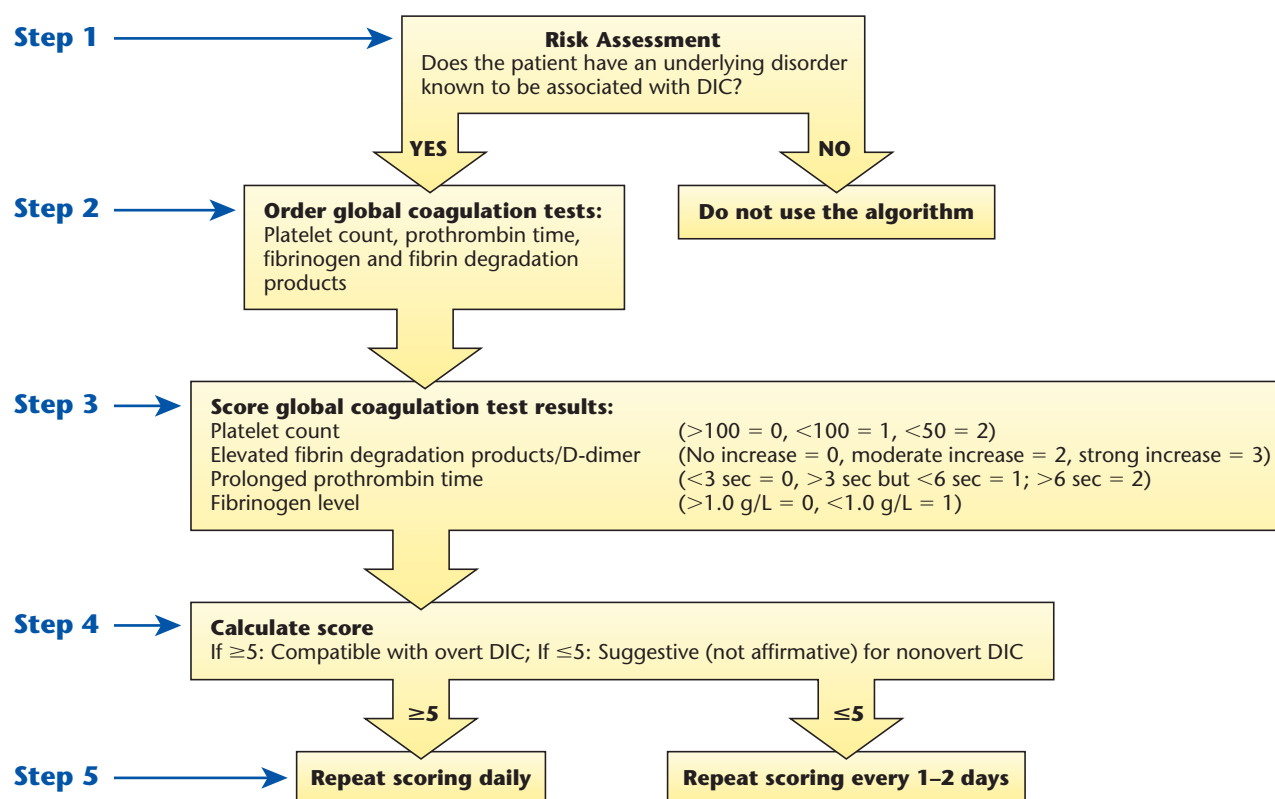 Step 1
Risk Assessment
Does the patient have an underlying disorder
known to be associated with DIC?
YES
NO
Step 2
Order global coagulation tests:
Platelet count, prothrombin time,
fibrinogen and fibrin degradation
products
Do not use the algorithm
Step 3
Score global coagulation test results:
Platelet count (>100 = 0, <100 = 1, <50 = 2)
Elevated fibrin degradation products/D-dimer (No increase = 0, moderate increase = 2, strong increase = 3)
Prolonged prothrombin time (<3 sec = 0, >3 sec but <6 sec = 1; >6 sec = 2)
Fibrinogen level (>1.0 g/L = 0, <1.0 g/L = 1)
Step 4
Calculate score
If ≥5: Compatible with overt DIC; If ≤5: Suggestive (not affirmative) for nonovert DIC
≥5
≤5
Step 5
Repeat scoring daily
Repeat scoring every 1–2 days